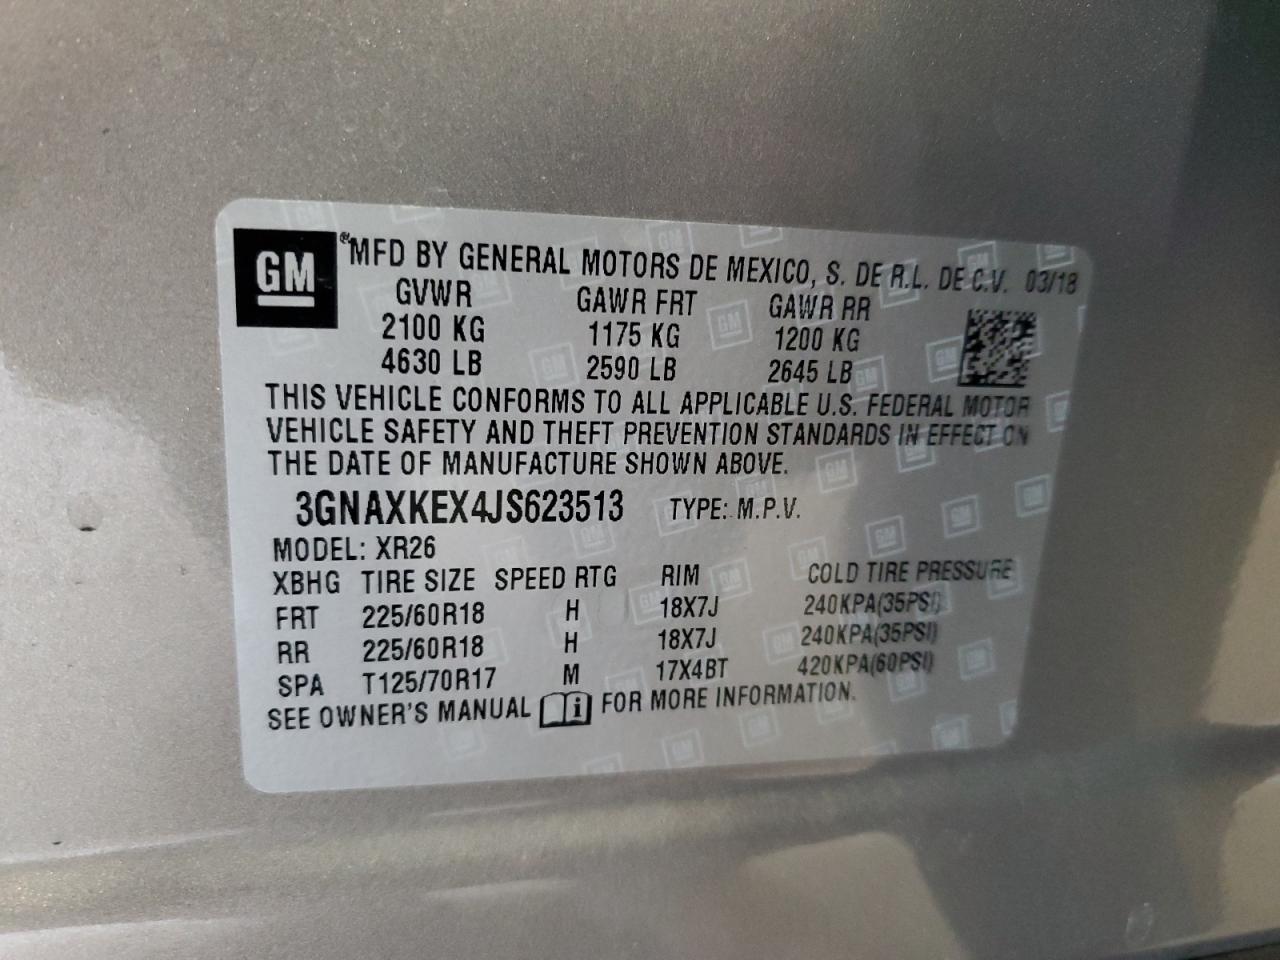 GM ® MFD BY GENERAL MOTORS DE MEXICO, S. DE R.L. DE C.V. 03/18
GVWR GAWR FRT GAWR RR
2100 KG 1175 KG 1200 KG
4630 LB 2590 LB 2645 LB
THIS VEHICLE CONFORMS TO ALL APPLICABLE U.S. FEDERAL MOTOR
VEHICLE SAFETY AND THEFT PREVENTION STANDARDS IN EFFECT ON
THE DATE OF MANUFACTURE SHOWN ABOVE.
3GNAXKEX4JS623513 TYPE: M.P.V.
MODEL: XR26
XBHG TIRE SIZE SPEED RTG RIM COLD TIRE PRESSURE
FRT 225/60R18 H 18X7J 240KPA(35PSI)
RR 225/60R18 H 18X7J 240KPA(35PSI)
SPA T125/70R17 M 17X4BT 420KPA(60PSI)
SEE OWNER'S MANUAL i FOR MORE INFORMATION.